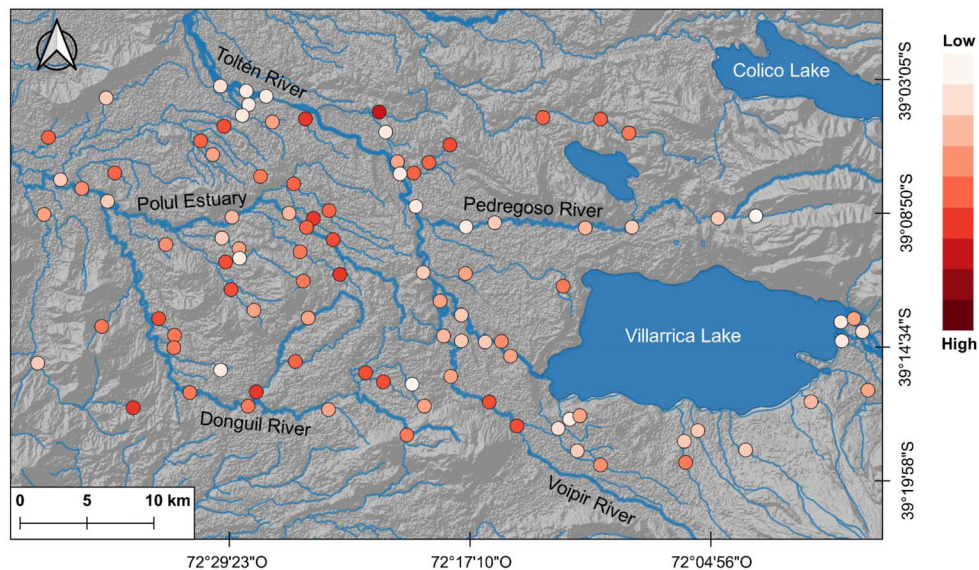 Low
Toltén River
Colico Lake
39°03'05"S
Polul Estuary
Pedregoso River
39°08'50"S
Villarrica Lake
39°14'34"S
High
Donguil River
Voipir River
39°19'58"S
0 5 10 km
72°29'23"O 72°17'10"O 72°04'56"O